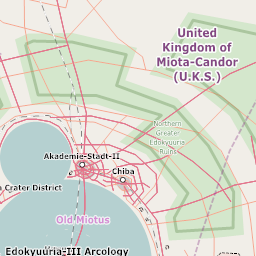 United
Kingdom of
Miota-Candor
(U.K.S.)
Northern
Greater
Edokyuuria
Ruins
Akademie-Stadt-II
Chiba
Crater District
Old Miotus
Edokyuuria-III Arcology